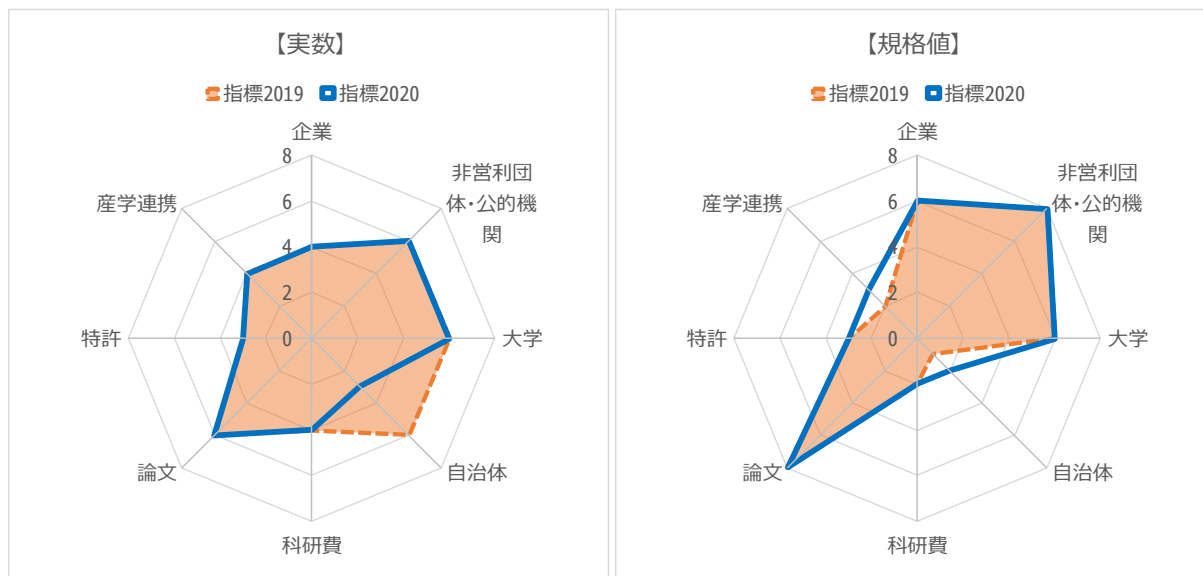 【実数】
指標2019 指標2020
企業
非営利団
体・公的機
関
大学
自治体
科研費
論文
特許
産学連携
8
6
4
2
0
【規格値】
指標2019 指標2020
企業
非営利団
体・公的機
関
大学
自治体
科研費
論文
特許
産学連携
8
6
4
2
0